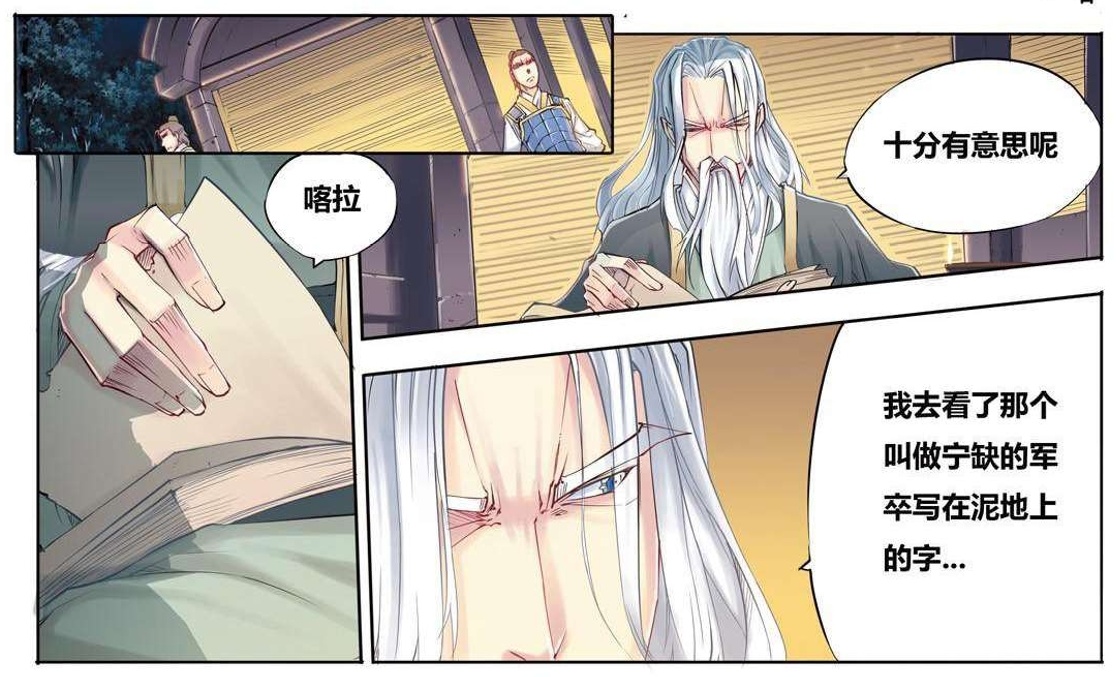 十分有意思呢
喀拉
我去看了那个
叫做宁缺的军
卒写在泥地上
的字...